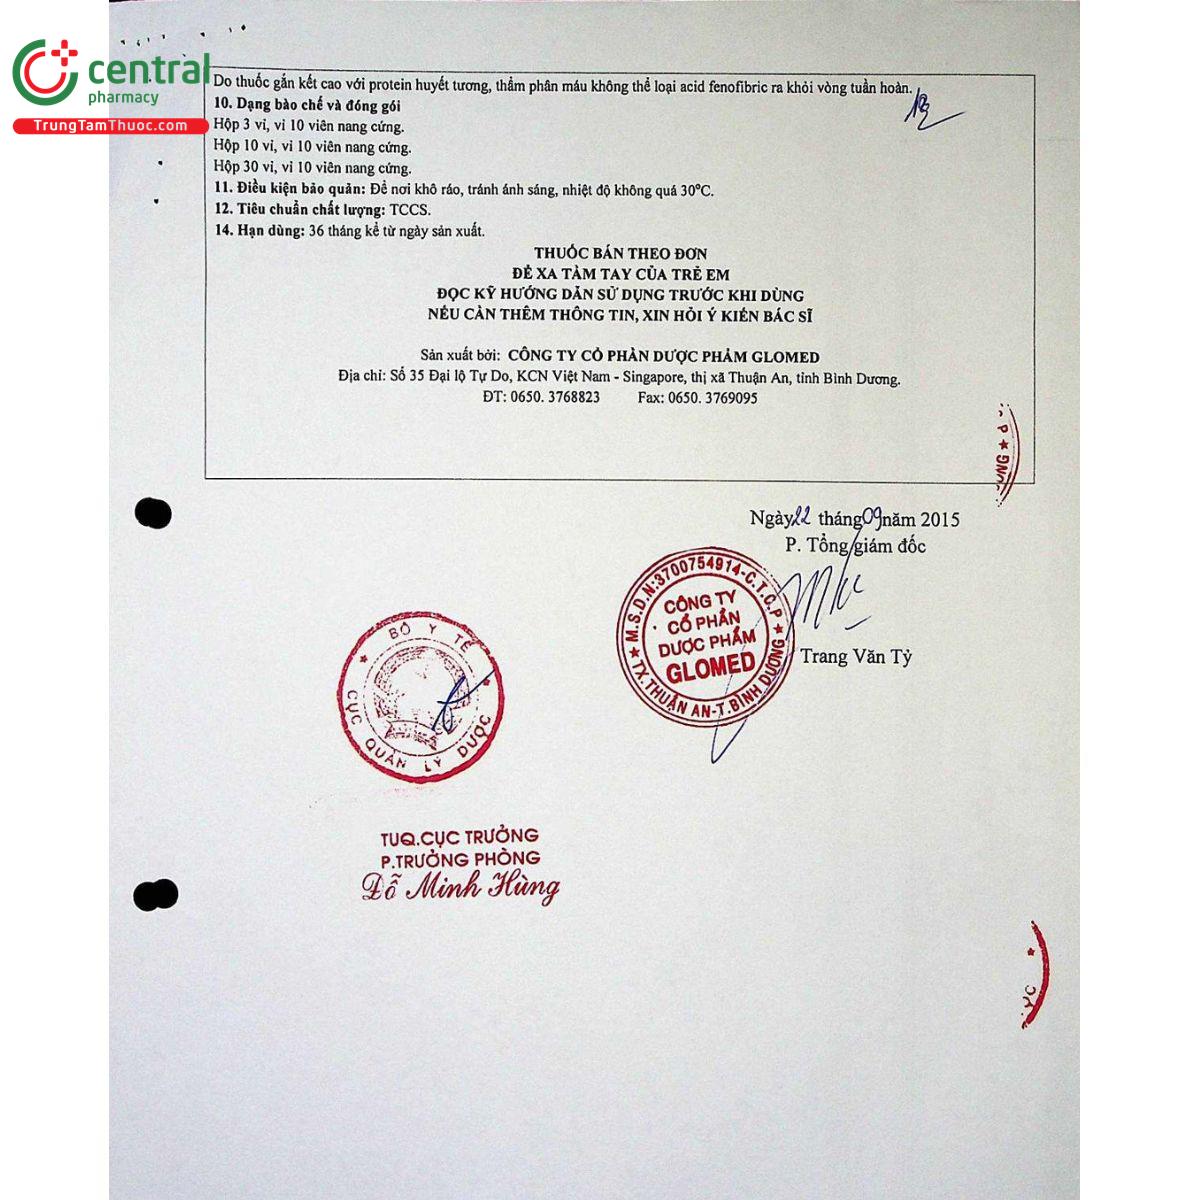 central
pharmacy
TrungTamThuoc.com
Do thuốc gắn kết cao với protein huyết tương, thẩm phân máu không thể loại acid fenofibric ra khỏi vòng tuần hoàn.
10. Dạng bào chế và đóng gói
Hộp 3 vỉ, vỉ 10 viên nang cứng.
Hộp 10 vỉ, vỉ 10 viên nang cứng.
Hộp 30 vỉ, vỉ 10 viên nang cứng.
11. Điều kiện bảo quản: Để nơi khô ráo, tránh ánh sáng, nhiệt độ không quá 30°C.
12. Tiêu chuẩn chất lượng: TCCS.
14. Hạn dùng: 36 tháng kể từ ngày sản xuất.
THUỐC BÁN THEO ĐƠN
ĐỂ XA TẦM TAY CỦA TRẺ EM
ĐỌC KỸ HƯỚNG DẪN SỬ DỤNG TRƯỚC KHI DÙNG
NẾU CẦN THÊM THÔNG TIN, XIN HỎI Ý KIẾN BÁC SĨ
Sản xuất bởi: CÔNG TY CỔ PHẦN DƯỢC PHẨM GLOMED
Địa chỉ: Số 35 Đại lộ Tự Do, KCN Việt Nam - Singapore, thị xã Thuận An, tỉnh Bình Dương.
ĐT: 0650. 3768823 Fax: 0650. 3769095
Ngày 22 tháng 09 năm 2015
P. Tổng giám đốc
M.S.D.N:3700754914-C.T.C.P
CÔNG TY
CỔ PHẦN
DƯỢC PHẨM
GLOMED
TX.THUẬN AN-T.BÌNH DƯƠNG
Trang Văn Tỷ
BỘ Y TẾ
CỤC QUẢN LÝ DƯỢC
TUQ.CỤC TRƯỞNG
P.TRƯỞNG PHÒNG
Đỗ Minh Hùng